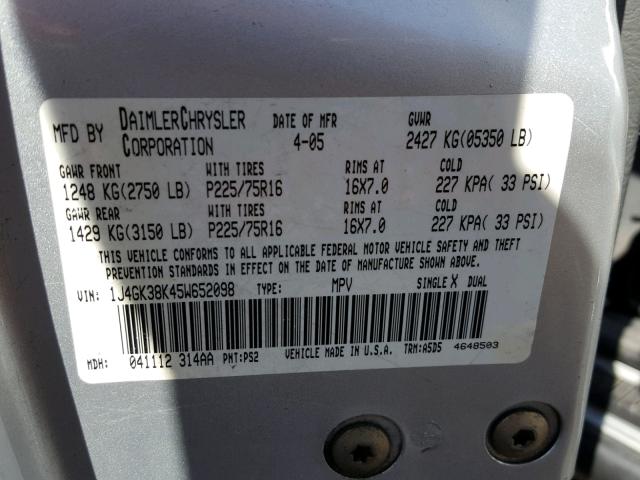 MFD BY DAIMLERCHRYSLER CORPORATION DATE OF MFR 4-05 GVWR 2427 KG(05350 LB)
GAWR FRONT WITH TIRES RIMS AT COLD
1248 KG(2750 LB) P225/75R16 16X7.0 227 KPA( 33 PSI)
GAWR REAR WITH TIRES RIMS AT COLD
1429 KG(3150 LB) P225/75R16 16X7.0 227 KPA( 33 PSI)
THIS VEHICLE CONFORMS TO ALL APPLICABLE FEDERAL MOTOR VEHICLE SAFETY AND THEFT
PREVENTION STANDARDS IN EFFECT ON THE DATE OF MANUFACTURE SHOWN ABOVE.
VIN: 1J4GK38K45W652098 TYPE: MPV SINGLE X DUAL
MDH: 041112 314AA PNT:PS2 VEHICLE MADE IN U.S.A. TRM:A5D5 4648503